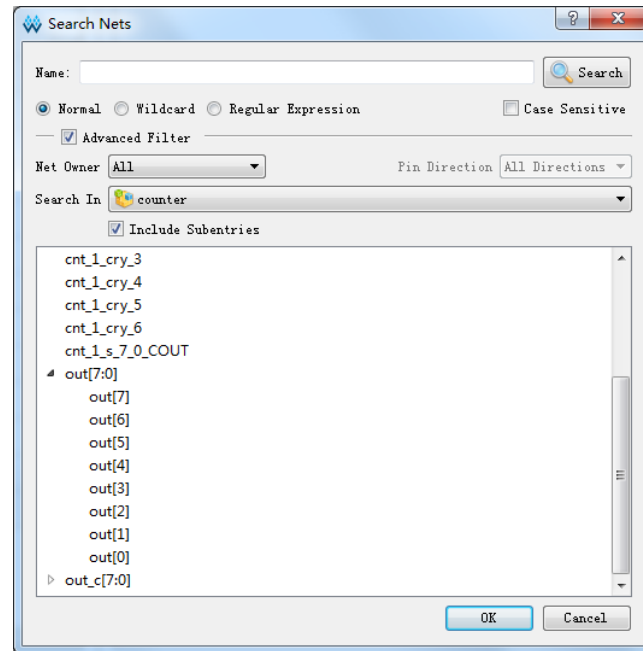 Search Nets
Name: Search
Normal Wildcard Regular Expression Case Sensitive
Advanced Filter
Net Owner All Pin Direction All Directions
Search In counter
Include Subentries
cnt_1_cry_3
cnt_1_cry_4
cnt_1_cry_5
cnt_1_cry_6
cnt_1_s_7_0_COUT
out[7:0]
out[7]
out[6]
out[5]
out[4]
out[3]
out[2]
out[1]
out[0]
out_c[7:0]
OK Cancel